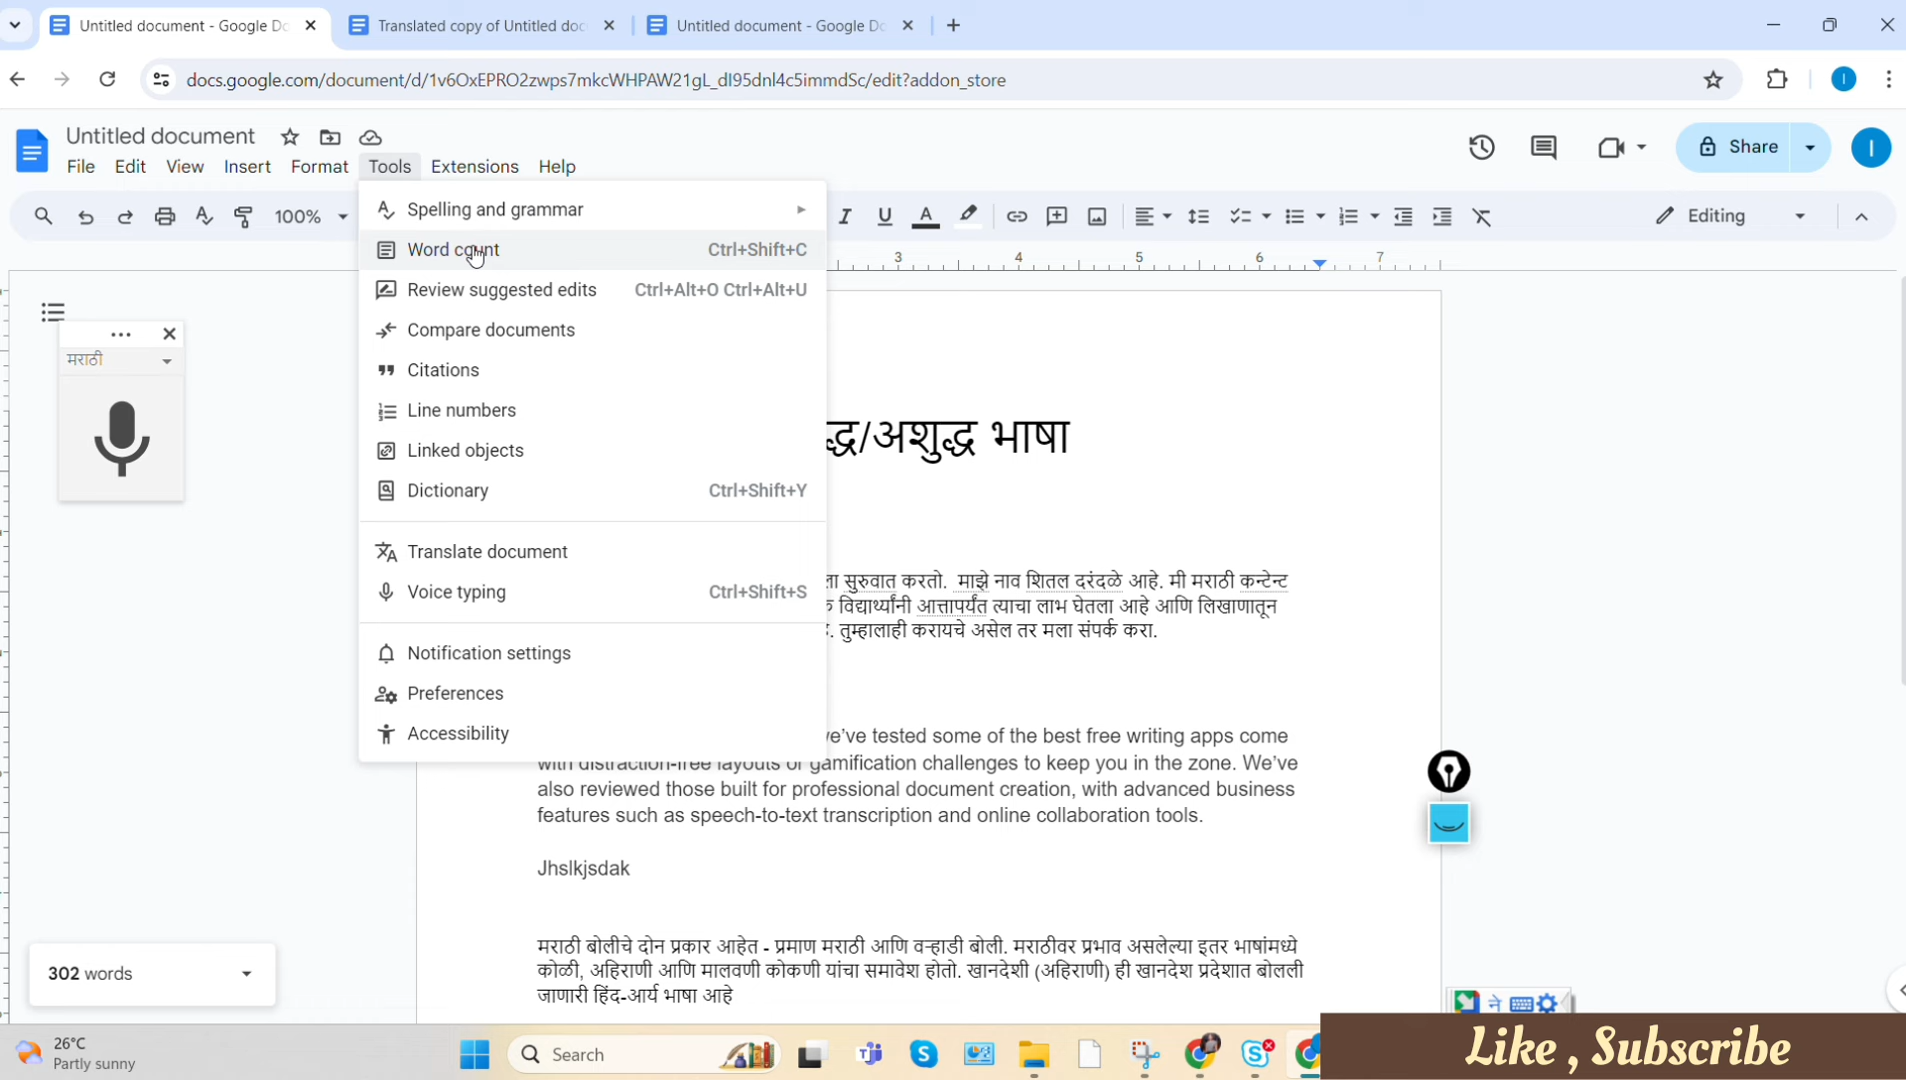 Untitled document - Google Do
Translated copy of Untitled doc
Untitled document - Google Do
docs.google.com/document/d/1v6OxEPRO2zwps7mkcWHPAW21gL_dI95dnl4c5immdSc/edit?addon_store
I
Untitled document
File Edit View Insert Format Tools Extensions Help
Share
I
100%
Editing
Spelling and grammar
Word count Ctrl+Shift+C
Review suggested edits Ctrl+Alt+O Ctrl+Alt+U
Compare documents
Citations
Line numbers
Linked objects
Dictionary Ctrl+Shift+Y
Translate document
Voice typing Ctrl+Shift+S
Notification settings
Preferences
Accessibility
3 4 5 6 7
मराठी
द्ध/अशुद्ध भाषा
ला सुरुवात करतो. माझे नाव शितल दरंदळे आहे. मी मराठी कन्टेन्ट
विद्यार्थ्यांनी आत्तापर्यंत त्याचा लाभ घेतला आहे आणि लिखाणातून
तुम्हालाही करायचे असेल तर मला संपर्क करा.
we've tested some of the best free writing apps come
with distraction-free layouts or gamification challenges to keep you in the zone. We've
also reviewed those built for professional document creation, with advanced business
features such as speech-to-text transcription and online collaboration tools.
Jhslkjsdak
मराठी बोलीचे दोन प्रकार आहेत - प्रमाण मराठी आणि वऱ्हाडी बोली. मराठीवर प्रभाव असलेल्या इतर भाषांमध्ये
कोळी, अहिराणी आणि मालवणी कोकणी यांचा समावेश होतो. खानदेशी (अहिराणी) ही खानदेश प्रदेशात बोलली
जाणारी हिंद-आर्य भाषा आहे
302 words
ने
26°C
Partly sunny
Search
Like , Subscribe